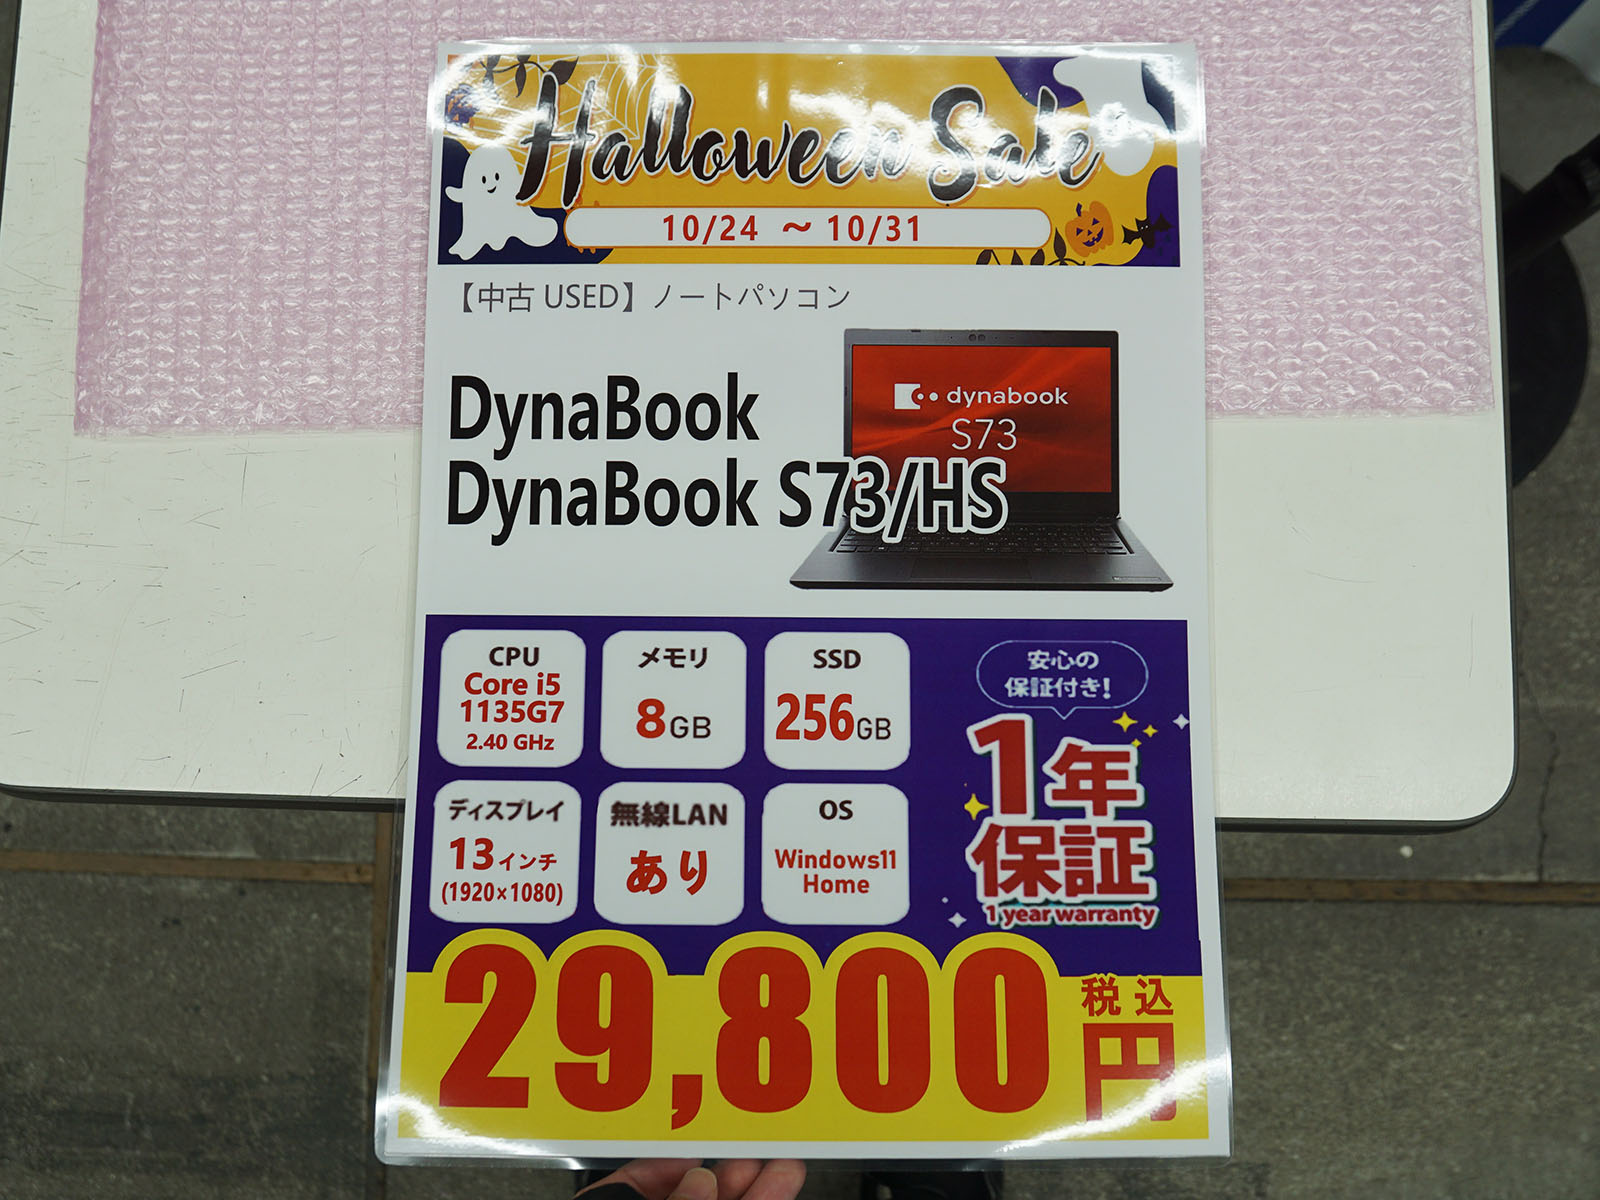 Halloween Sale
10/24 ～ 10/31
【中古 USED】ノートパソコン
dynabook
S73
DynaBook
DynaBook S73/HS
CPU
Core i5
1135G7
2.40 GHz
メモリ
8GB
SSD
256GB
安心の
保証付き!
1年
保証
1 year warranty
ディスプレイ
13インチ
(1920×1080)
無線LAN
あり
OS
Windows11
Home
29,800
税込
円